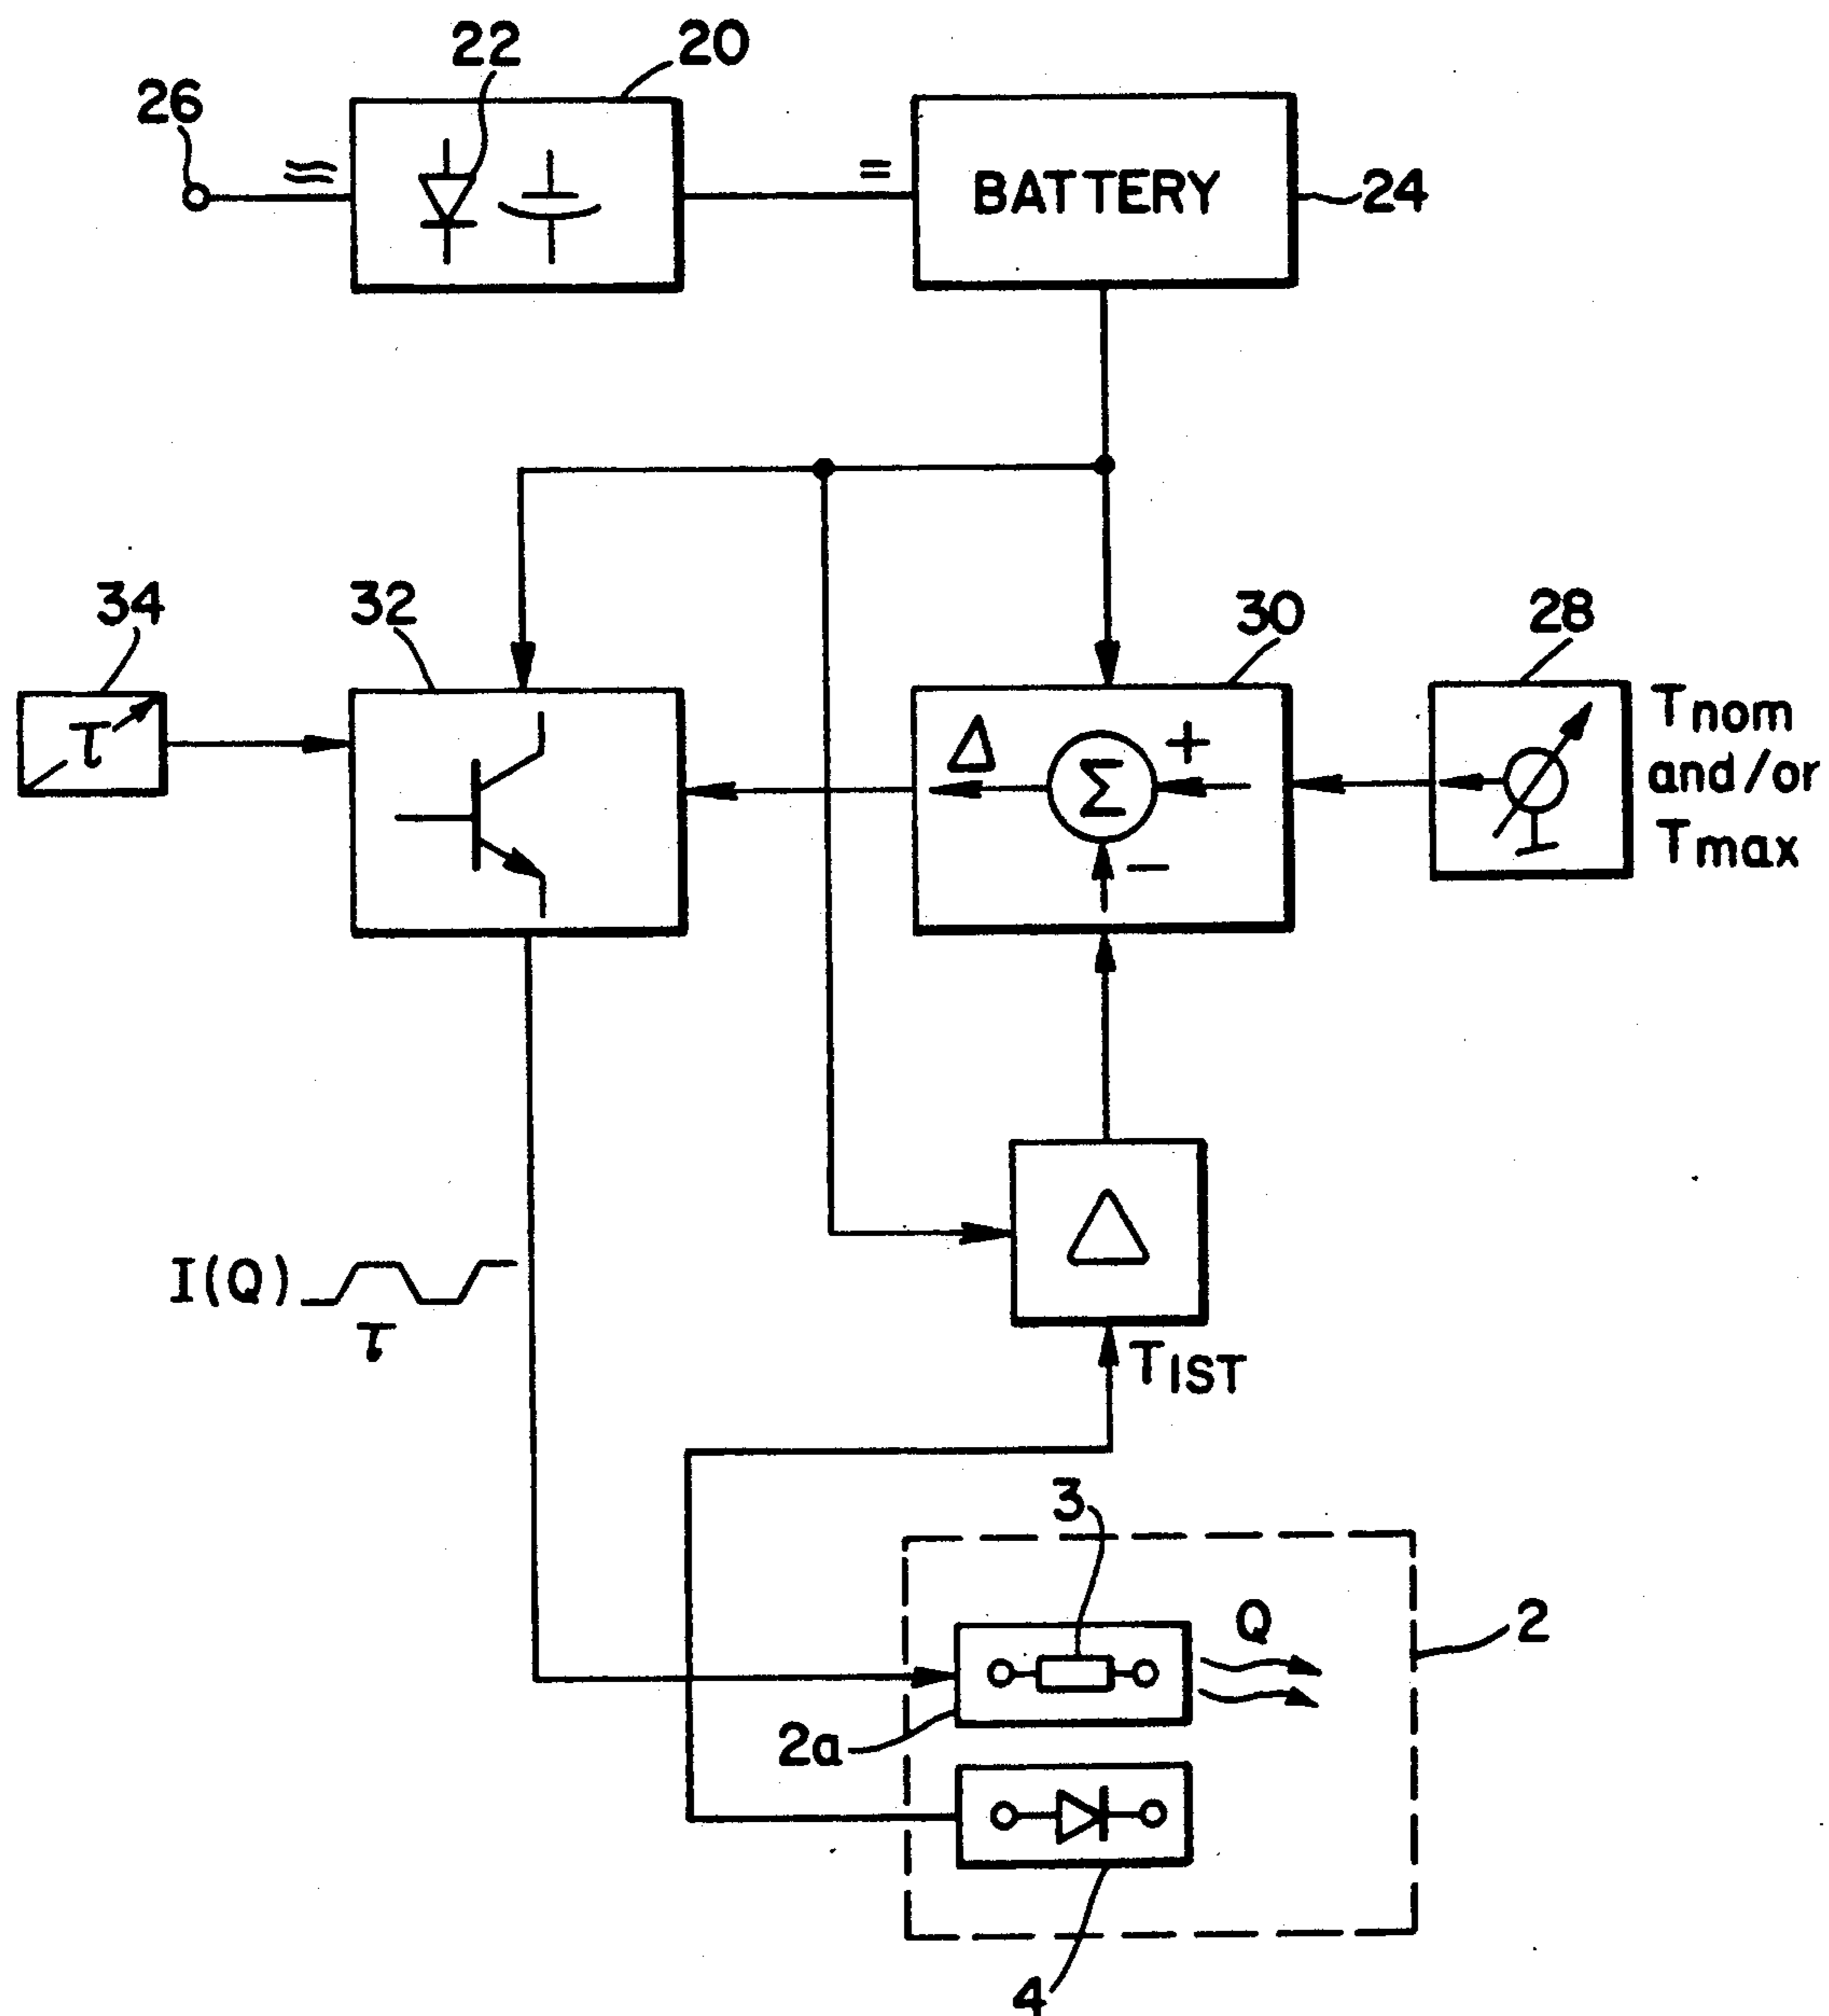 22
20
26
BATTERY
24
34
32
30
28
τ
Δ
Σ
+
−
Tnom
and/or
Tmax
Δ
I(Q)
τ
TIST
3
Q
2
2a
4